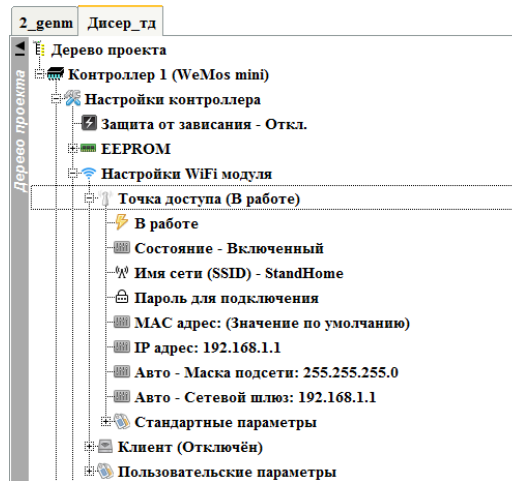 2_genm Дисер_тд
Дерево проекта
Дерево проекта
Контроллер 1 (WeMos mini)
Настройки контроллера
Защита от зависания - Откл.
EEPROM
Настройки WiFi модуля
Точка доступа (В работе)
В работе
Состояние - Включенный
Имя сети (SSID) - StandHome
Пароль для подключения
MAC адрес: (Значение по умолчанию)
IP адрес: 192.168.1.1
Авто - Маска подсети: 255.255.255.0
Авто - Сетевой шлюз: 192.168.1.1
Стандартные параметры
Клиент (Отключён)
Пользовательские параметры